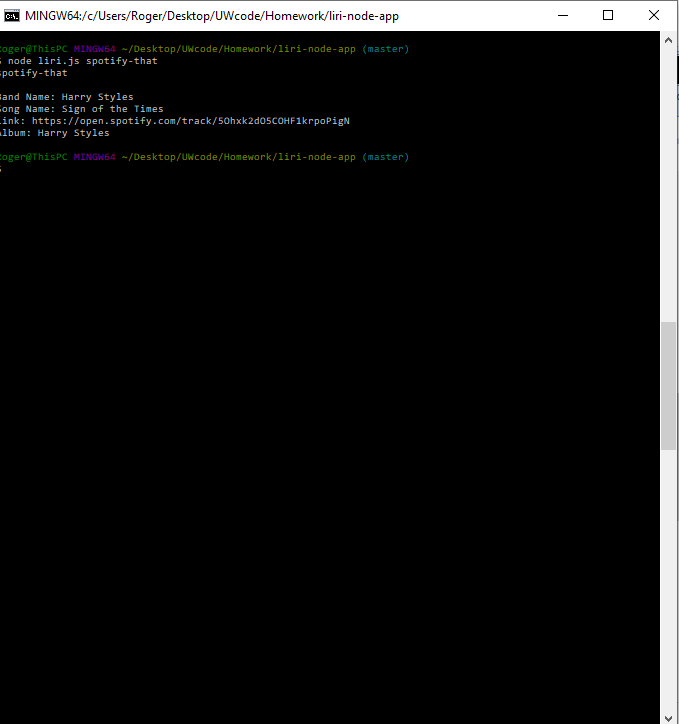 MINGW64:/c/Users/Roger/Desktop/UWcode/Homework/liri-node-app
Roger@ThisPC MINGW64 ~/Desktop/UWcode/Homework/liri-node-app (master)
$ node liri.js spotify-that
spotify-that
Band Name: Harry Styles
Song Name: Sign of the Times
Link: https://open.spotify.com/track/5Ohxk2dO5COHF1krpoPigN
Album: Harry Styles
Roger@ThisPC MINGW64 ~/Desktop/UWcode/Homework/liri-node-app (master)
$